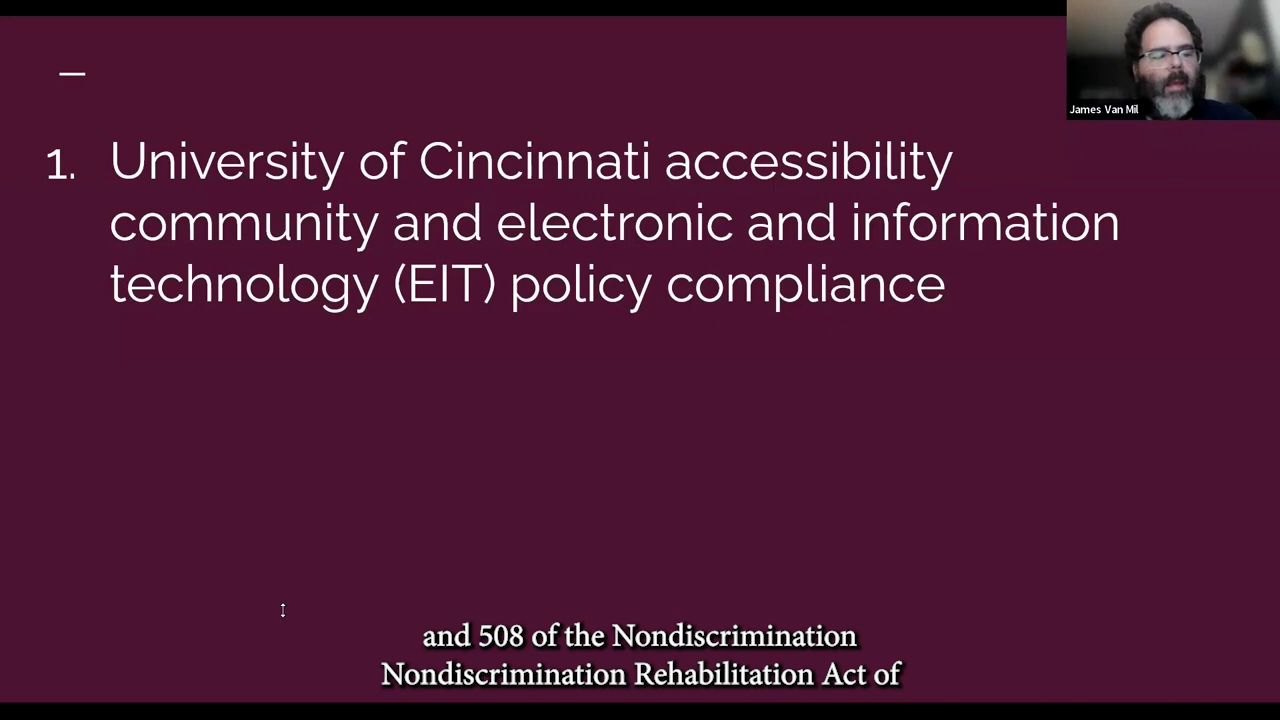 James Van Mil
1. University of Cincinnati accessibility
community and electronic and information
technology (EIT) policy compliance
and 508 of the Nondiscrimination
Nondiscrimination Rehabilitation Act of